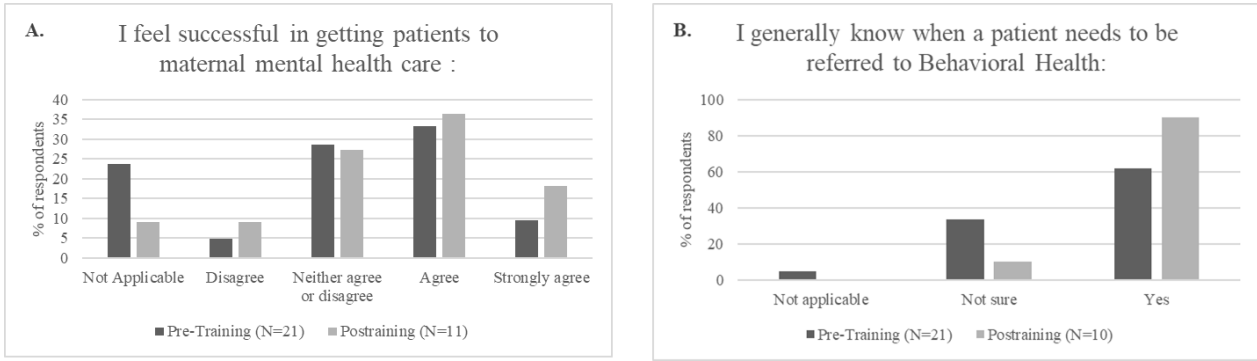 A.
I feel successful in getting patients to
maternal mental health care :
% of respondents
40
35
30
25
20
15
10
5
0
Not Applicable
Disagree
Neither agree
or disagree
Agree
Strongly agree
Pre-Training (N=21)
Postraining (N=11)
B.
I generally know when a patient needs to be
referred to Behavioral Health:
% of respondents
100
80
60
40
20
0
Not applicable
Not sure
Yes
Pre-Training (N=21)
Postraining (N=10)